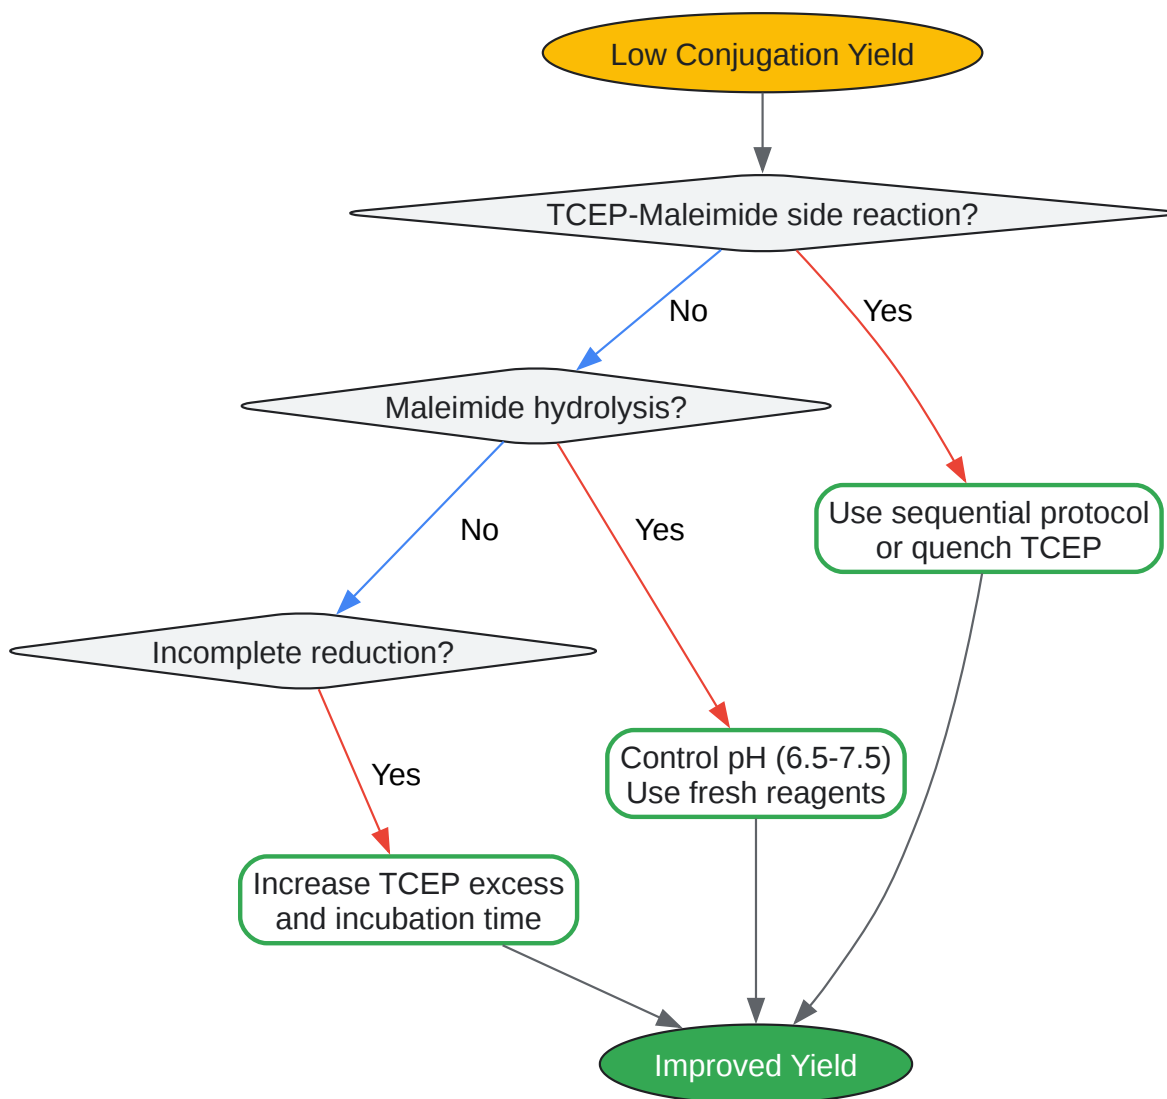 Low Conjugation Yield
TCEP-Maleimide side reaction?
No
Yes
Maleimide hydrolysis?
Use sequential protocol
or quench TCEP
No
Yes
Incomplete reduction?
Control pH (6.5-7.5)
Use fresh reagents
Yes
Increase TCEP excess
and incubation time
Improved Yield